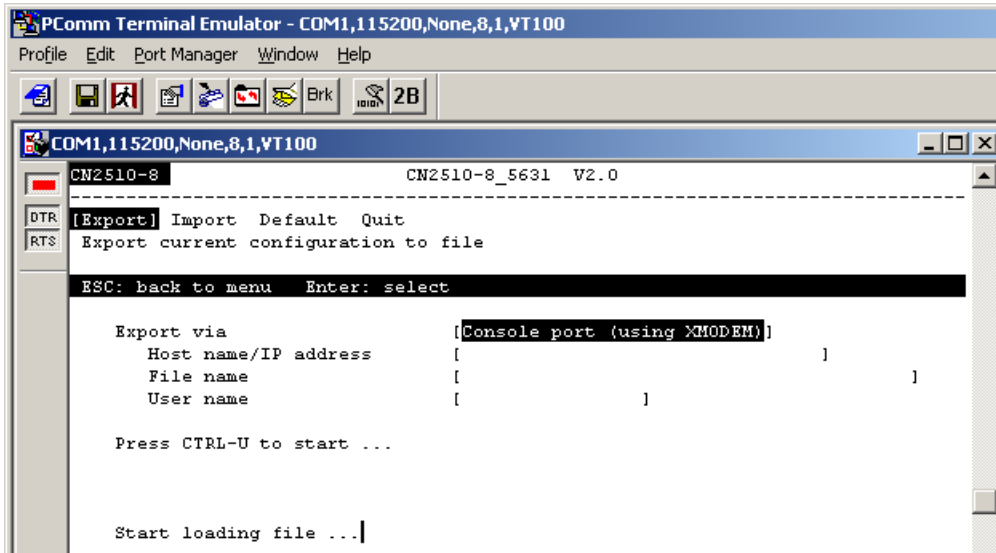 PComm Terminal Emulator - COM1,115200,None,8,1,VT100
Profile Edit Port Manager Window Help
Brk 2B
COM1,115200,None,8,1,VT100
CN2510-8 CN2510-8_5631 V2.0
--------------------------------------------------------------------------------
DTR [Export] Import Default Quit
RTS Export current configuration to file
ESC: back to menu Enter: select
Export via [Console port (using XMODEM)]
Host name/IP address [ ]
File name [ ]
User name [ ]
Press CTRL-U to start ...
Start loading file ...